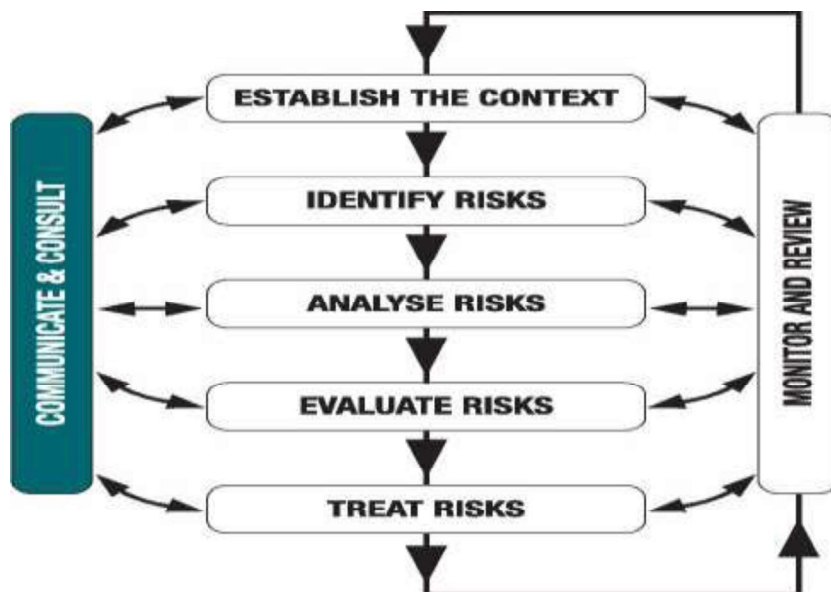 ESTABLISH THE CONTEXT
IDENTIFY RISKS
ANALYSE RISKS
EVALUATE RISKS
TREAT RISKS
COMMUNICATE & CONSULT
MONITOR AND REVIEW